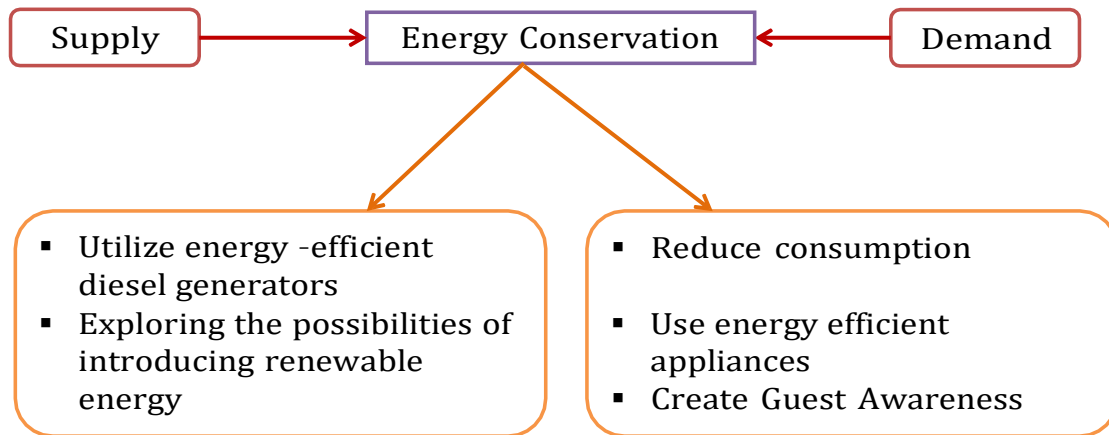 Supply
Energy Conservation
Demand
▪ Utilize energy -efficient
diesel generators
▪ Exploring the possibilities of
introducing renewable
energy
▪ Reduce consumption
▪ Use energy efficient
appliances
▪ Create Guest Awareness